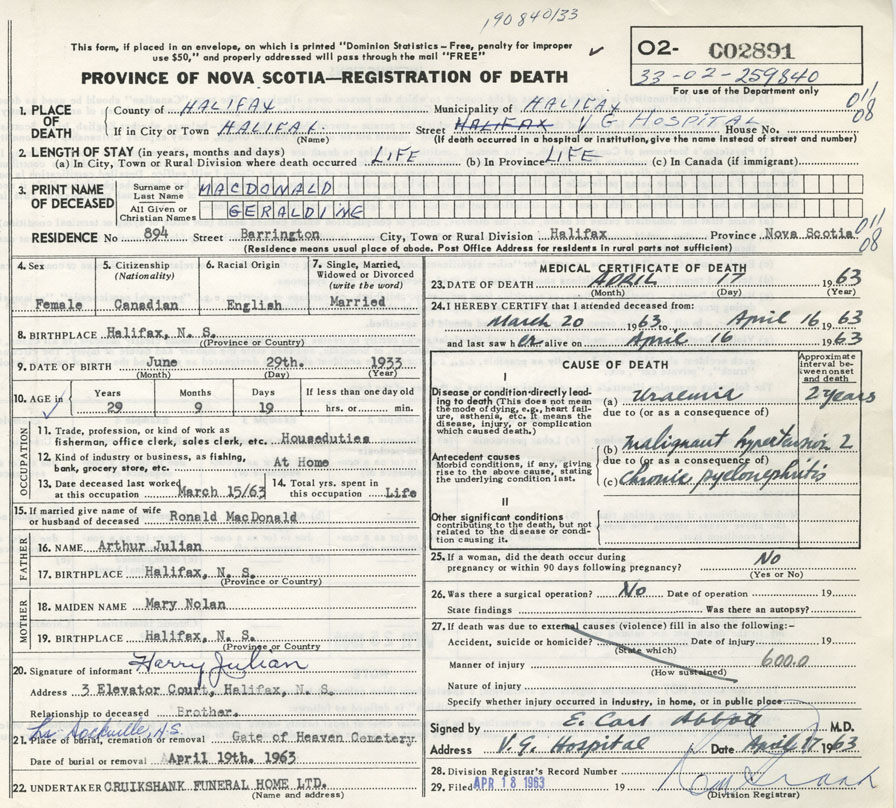 190840/33
This form, if placed in an envelope, on which is printed "Dominion Statistics – Free, penalty for improper
use $50," and properly addressed will pass through the mail "FREE"
✓
O2- C02891
33-02-259840
For use of the Department only
PROVINCE OF NOVA SCOTIA—REGISTRATION OF DEATH
1. PLACE OF DEATH
County of HALIFAX Municipality of HALIFAX 011
If in City or Town HALIFAX. Street HALIFAX V G HOSPITAL House No. 08
(Name) (If death occurred in a hospital or institution, give the name instead of street and number)
2. LENGTH OF STAY (in years, months and days)
(a) In City, Town or Rural Division where death occurred LIFE (b) In Province LIFE (c) In Canada (if immigrant)
3. PRINT NAME OF DECEASED
Surname or Last Name MACDONALD
All Given or Christian Names GERALDINE
RESIDENCE No 894 Street Barrington City, Town or Rural Division Halifax Province Nova Scotia 011
(Residence means usual place of abode. Post Office Address for residents in rural parts not sufficient) 08
4. Sex Female
5. Citizenship (Nationality) Canadian
6. Racial Origin English
7. Single, Married, Widowed or Divorced (write the word) Married
8. BIRTHPLACE Halifax, N. S.
(Province or Country)
9. DATE OF BIRTH June 29th. 1933
(Month) (Day) (Year)
10. AGE in Years Months Days If less than one day old
✓ 29 9 19 hrs. or min.
OCCUPATION
11. Trade, profession, or kind of work as
fisherman, office clerk, sales clerk, etc. Houseduties
12. Kind of industry or business, as fishing,
bank, grocery store, etc. At Home
13. Date deceased last worked at this occupation March 15/63
14. Total yrs. spent in this occupation Life
15. If married give name of wife
or husband of deceased Ronald MacDonald
FATHER
16. NAME Arthur Julian
17. BIRTHPLACE Halifax, N. S.
(Province or Country)
MOTHER
18. MAIDEN NAME Mary Nolan
19. BIRTHPLACE Halifax, N. S.
(Province or Country)
20. Signature of informant Harry Julian
Address 3 Elevator Court, Halifax, N. S.
Relationship to deceased Brother.
Sackville, N.S.
21. Place of burial, cremation or removal Gate of Heaven Cemetery
Date of burial or removal April 19th. 1963
22. UNDERTAKER CRUIKSHANK FUNERAL HOME LTD.
(Name and address)
MEDICAL CERTIFICATE OF DEATH
23. DATE OF DEATH APRIL 17 1963
(Month) (Day) (Year)
24. I HEREBY CERTIFY that I attended deceased from:
March 20 1963 April 16 1963
and last saw her alive on April 16 1963
CAUSE OF DEATH
Approximate interval between onset and death
I
Disease or condition directly leading to death (This does not mean the mode of dying, e.g., heart failure, asthenia, etc. It means the disease, injury, or complication which caused death.)
(a) Uraemia 2 years
due to (or as a consequence of)
Antecedent causes
Morbid conditions, if any, giving rise to the above cause, stating the underlying condition last.
(b) Malignant hypertension 2
due to (or as a consequence of)
(c) Chronic pyelonephritis
II
Other significant conditions
contributing to the death, but not related to the disease or condition causing it.
25. If a woman, did the death occur during
pregnancy or within 90 days following pregnancy? No
(Yes or No)
26. Was there a surgical operation? No Date of operation 19
State findings Was there an autopsy?
27. If death was due to external causes (violence) fill in also the following:–
Accident, suicide or homicide? Date of injury 19
(State which)
Manner of injury 600.0
(How sustained)
Nature of injury
Specify whether injury occurred in industry, in home, or in public place
Signed by E. Carl Abbott M.D.
Address V. G. Hospital Date April 17 1963
28. Division Registrar's Record Number
29. Filed APR 18 1963 19
(Division Registrar)